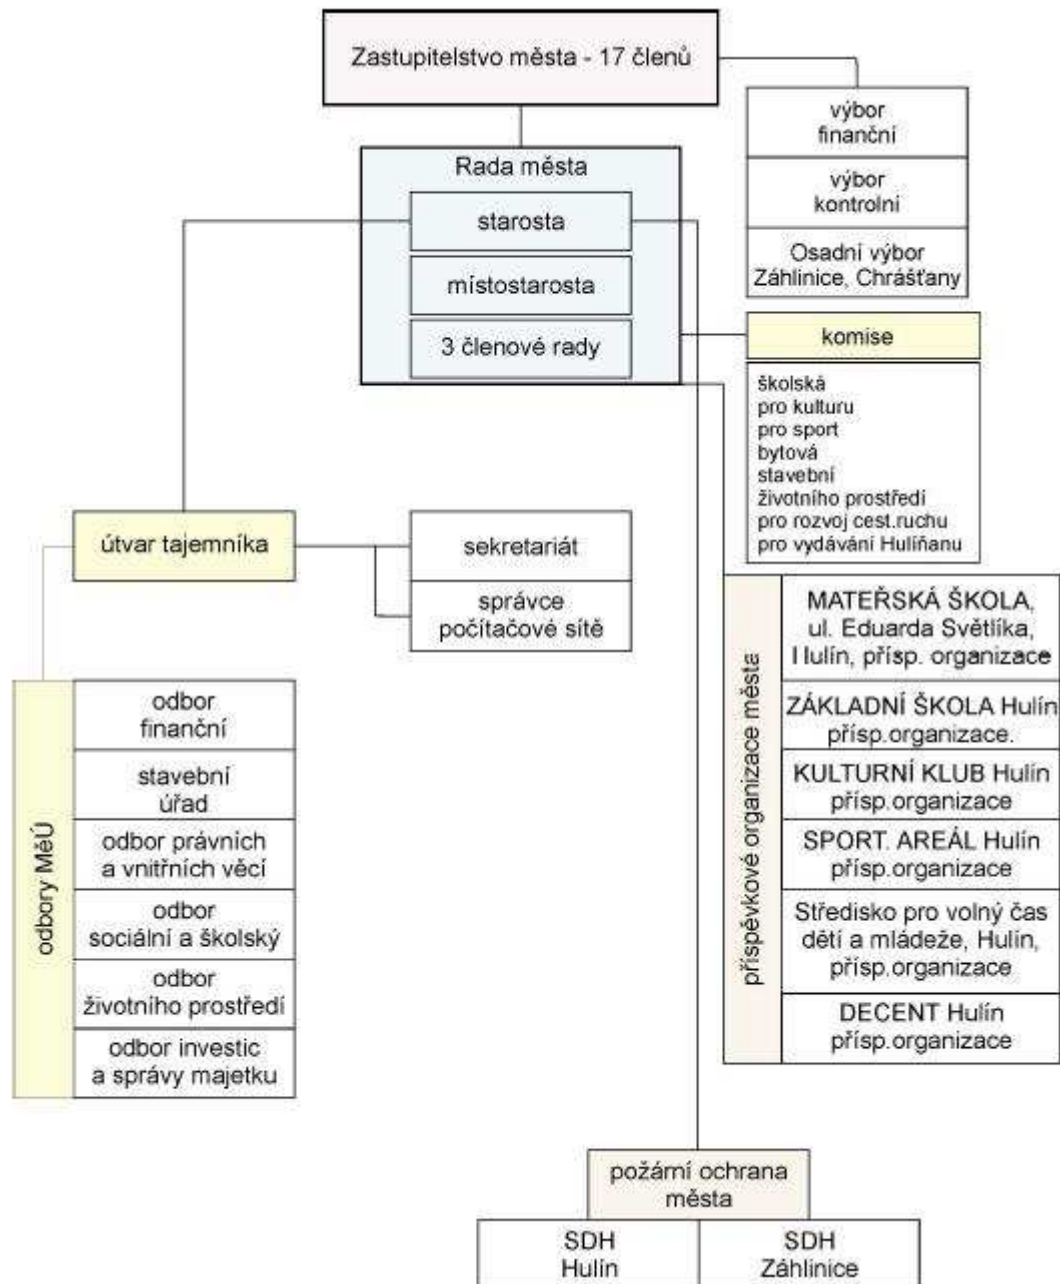 Zastupitelstvo města - 17 členů
výbor
finanční
výbor
kontrolní
Osadní výbor
Záhlinice, Chrášťany
Rada města
starosta
místostarosta
3 členové rady
komise
školská
pro kulturu
pro sport
bytová
stavební
životního prostředí
pro rozvoj cest.ruchu
pro vydávání Hulíňanu
útvar tajemníka
sekretariát
správce
počítačové sítě
odbory MěÚ
odbor
finanční
stavební
úřad
odbor právních
a vnitřních věcí
odbor
sociální a školský
odbor
životního prostředí
odbor investic
a správy majetku
příspěvkové organizace města
MATEŘSKÁ ŠKOLA,
ul. Eduarda Světlíka,
Hulín, přísp. organizace
ZÁKLADNÍ ŠKOLA Hulín
přísp.organizace.
KULTURNÍ KLUB Hulín
přísp.organizace
SPORT. AREÁL Hulín
přísp.organizace
Středisko pro volný čas
dětí a mládeže, Hulín,
přísp.organizace
DECENT Hulín
přísp.organizace
požární ochrana
města
SDH
Hulín
SDH
Záhlinice